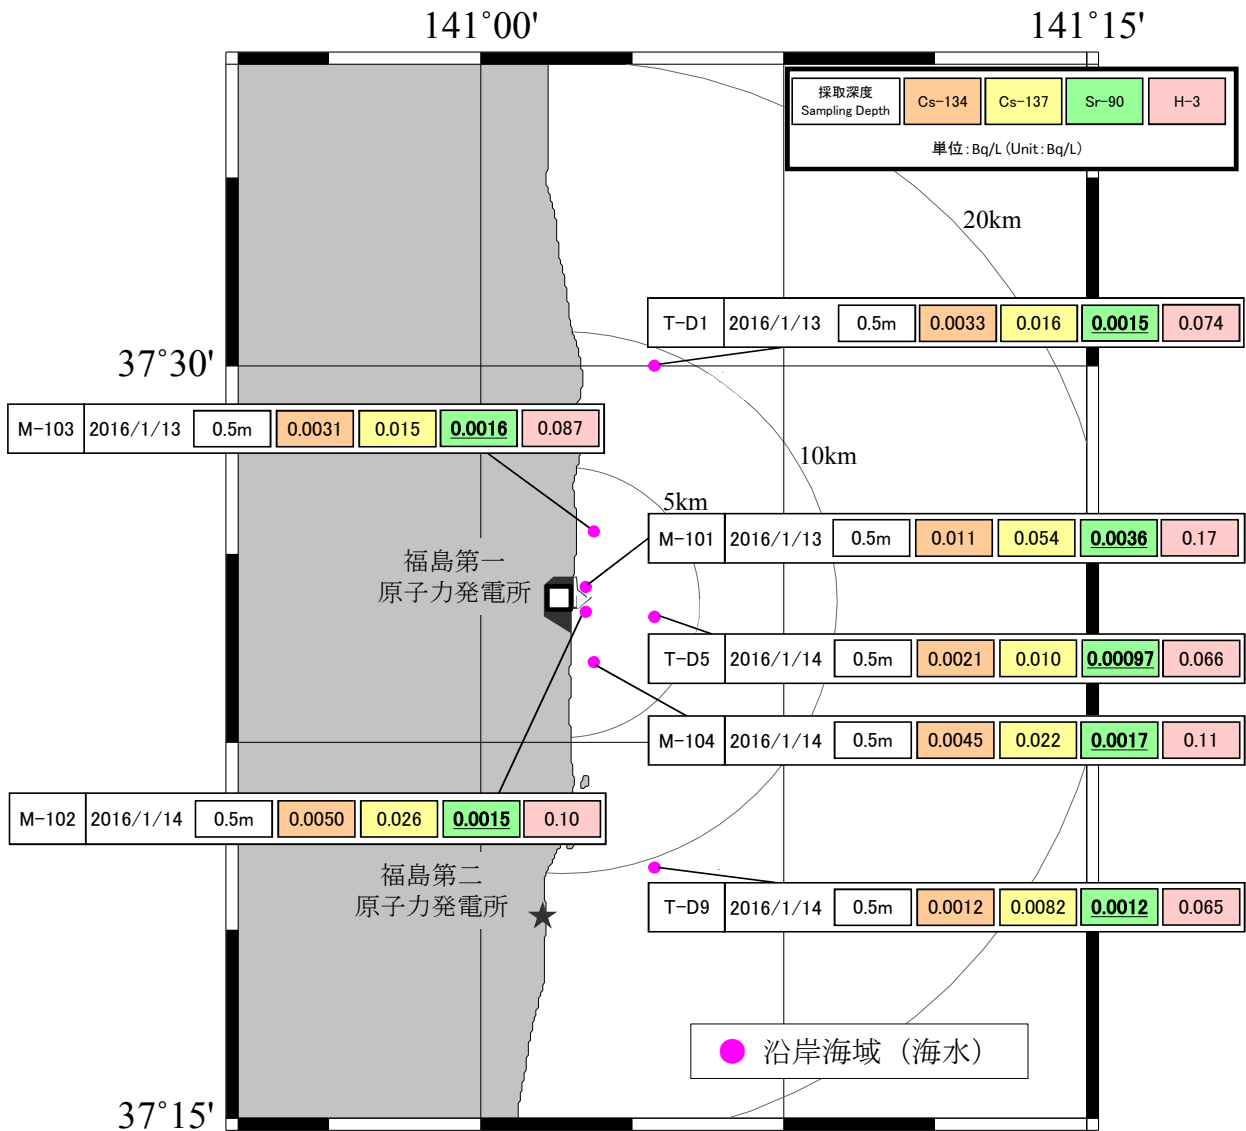 141°00' 141°15'
採取深度
Sampling Depth
Cs-134 Cs-137 Sr-90 H-3
単位:Bq/L (Unit:Bq/L)
20km
T-D1 2016/1/13 0.5m 0.0033 0.016 0.0015 0.074
37°30'
M-103 2016/1/13 0.5m 0.0031 0.015 0.0016 0.087
10km
5km
M-101 2016/1/13 0.5m 0.011 0.054 0.0036 0.17
福島第一
原子力発電所
T-D5 2016/1/14 0.5m 0.0021 0.010 0.00097 0.066
M-104 2016/1/14 0.5m 0.0045 0.022 0.0017 0.11
M-102 2016/1/14 0.5m 0.0050 0.026 0.0015 0.10
福島第二
原子力発電所
T-D9 2016/1/14 0.5m 0.0012 0.0082 0.0012 0.065
沿岸海域（海水）
37°15'